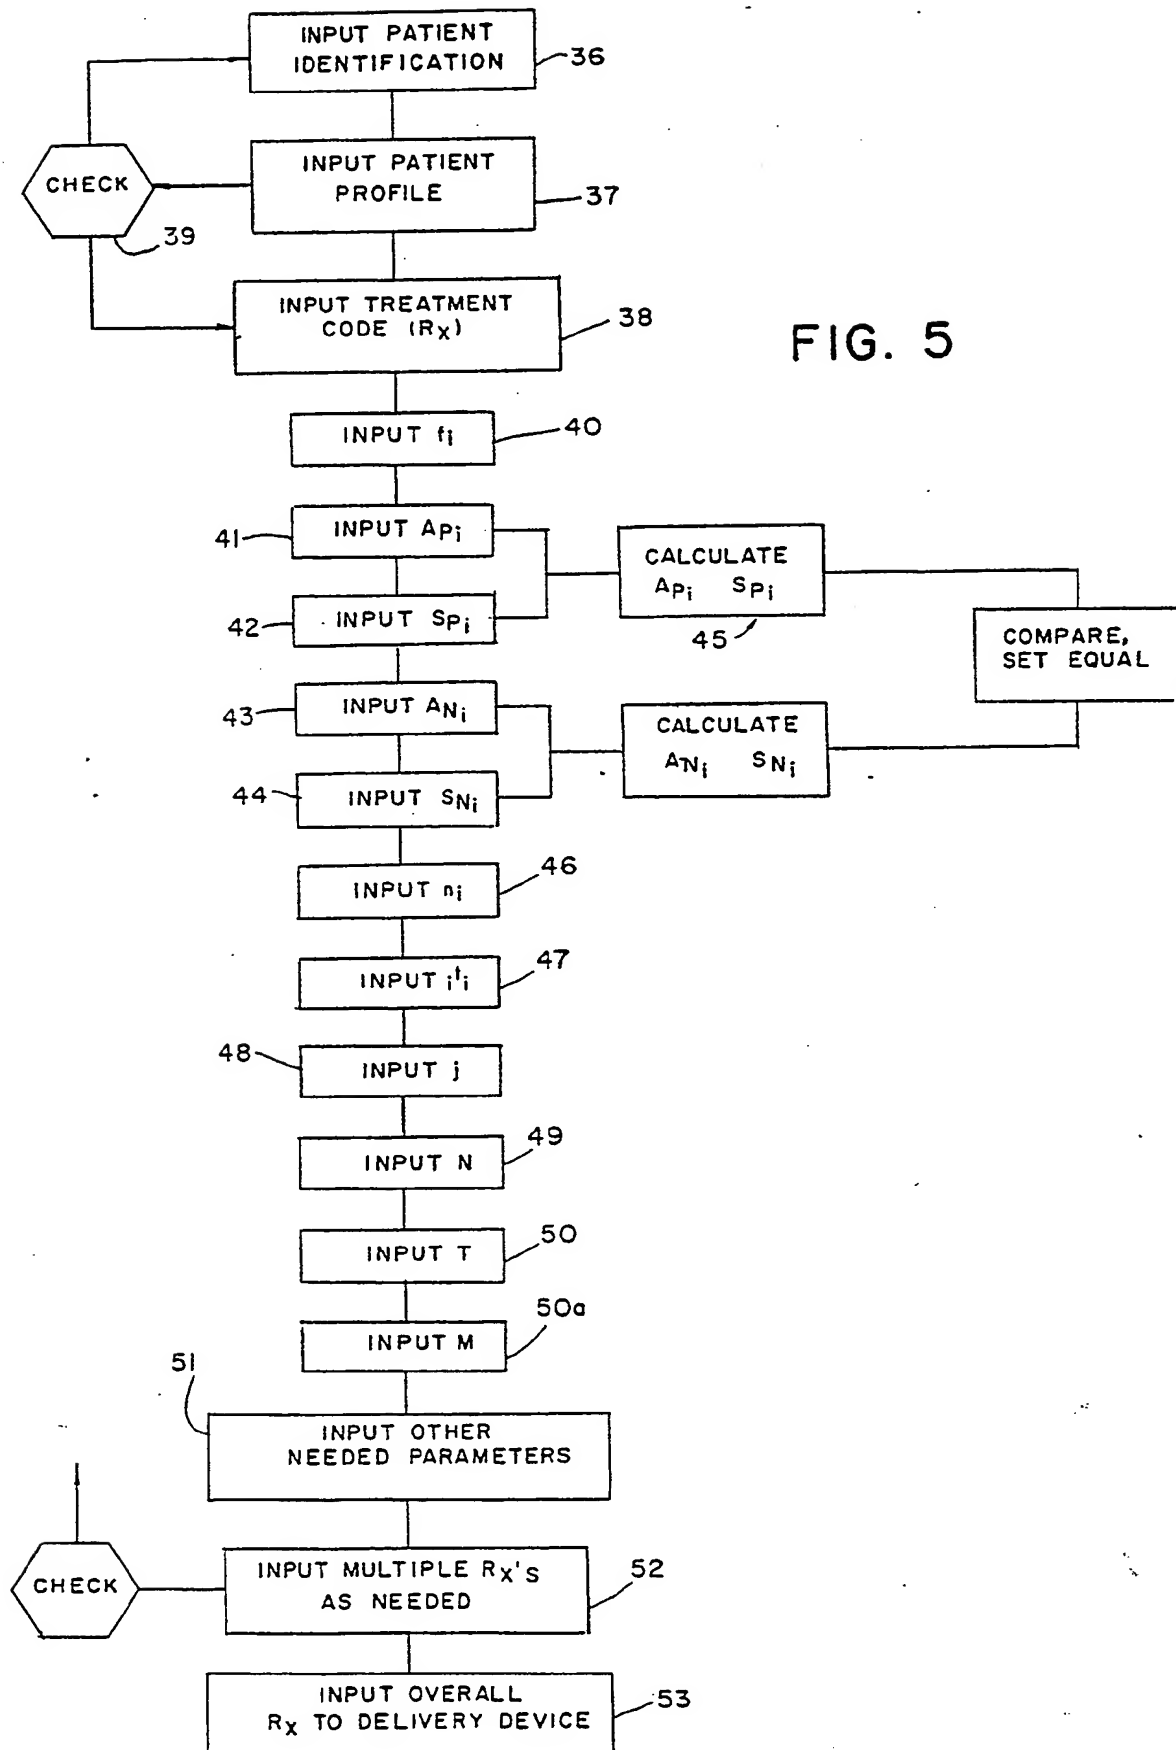 INPUT PATIENT
IDENTIFICATION
36
INPUT PATIENT
PROFILE
37
CHECK
39
INPUT TREATMENT
CODE (Rx)
38
FIG. 5
INPUT fi
40
INPUT APi
41
INPUT SPi
42
CALCULATE
APi SPi
45
COMPARE,
SET EQUAL
INPUT ANi
43
INPUT SNi
44
CALCULATE
ANi SNi
INPUT ni
46
INPUT iti
47
INPUT j
48
INPUT N
49
INPUT T
50
INPUT M
50a
INPUT OTHER
NEEDED PARAMETERS
51
CHECK
INPUT MULTIPLE Rx'S
AS NEEDED
52
INPUT OVERALL
Rx TO DELIVERY DEVICE
53